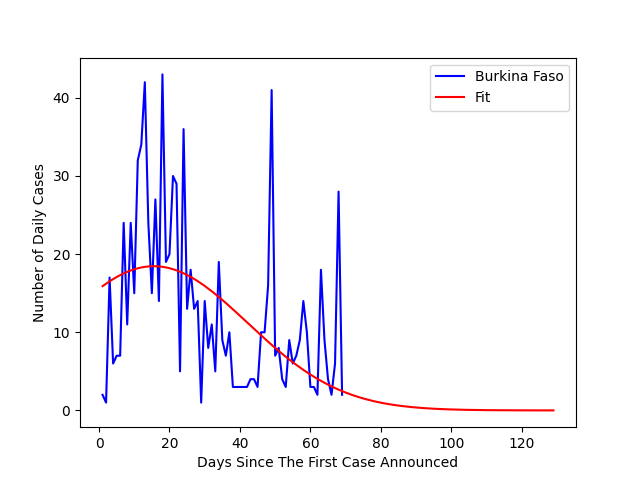 Burkina Faso
Fit
40
30
20
10
0
Number of Daily Cases
0 20 40 60 80 100 120
Days Since The First Case Announced